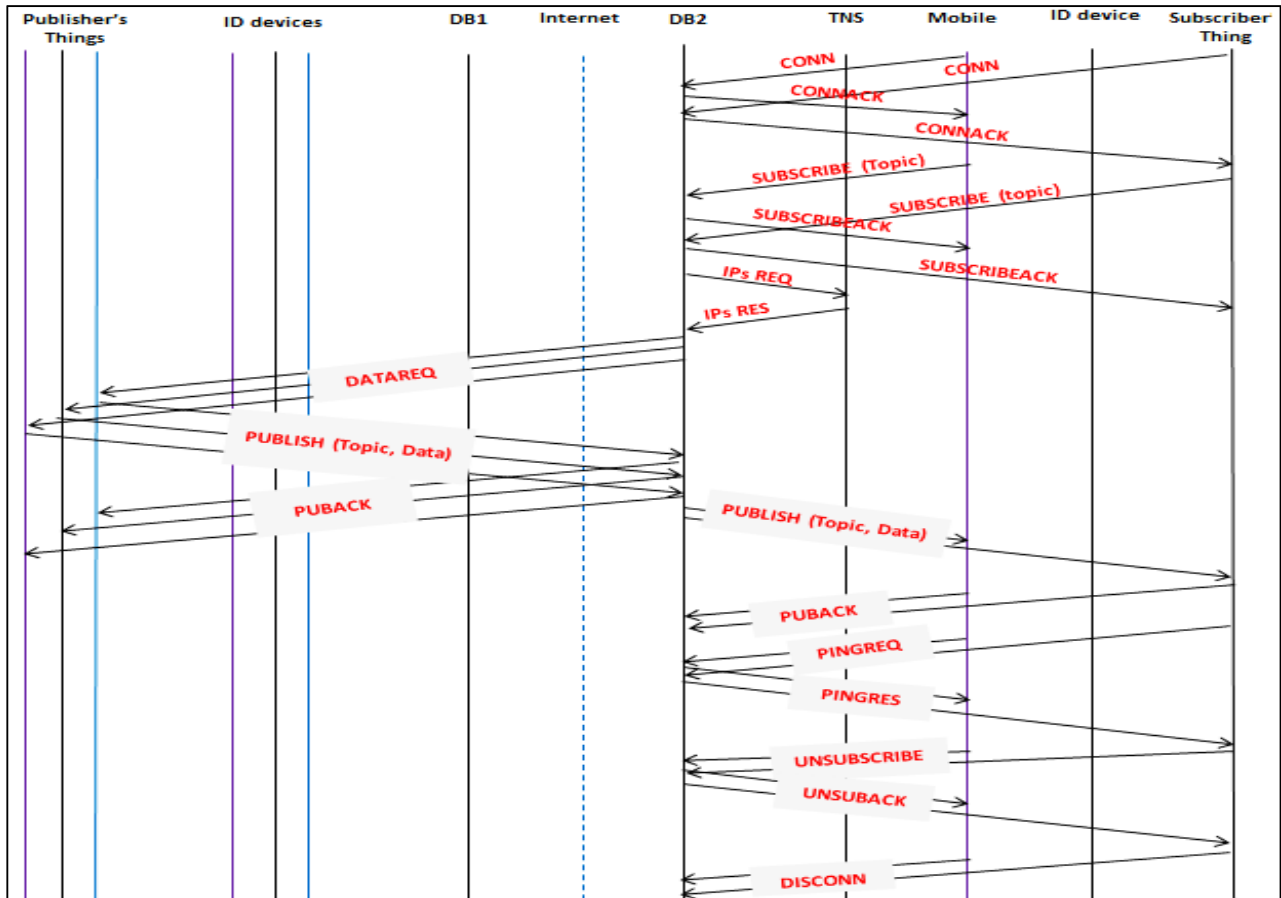 Publisher's Things
ID devices
DB1
Internet
DB2
TNS
Mobile
ID device
Subscriber Thing
CONN
CONN
CONNACK
CONNACK
SUBSCRIBE (Topic)
SUBSCRIBE (topic)
SUBSCRIBEACK
SUBSCRIBEACK
IPs REQ
IPs RES
DATAREQ
PUBLISH (Topic, Data)
PUBACK
PUBLISH (Topic, Data)
PUBACK
PINGREQ
PINGRES
UNSUBSCRIBE
UNSUBACK
DISCONN